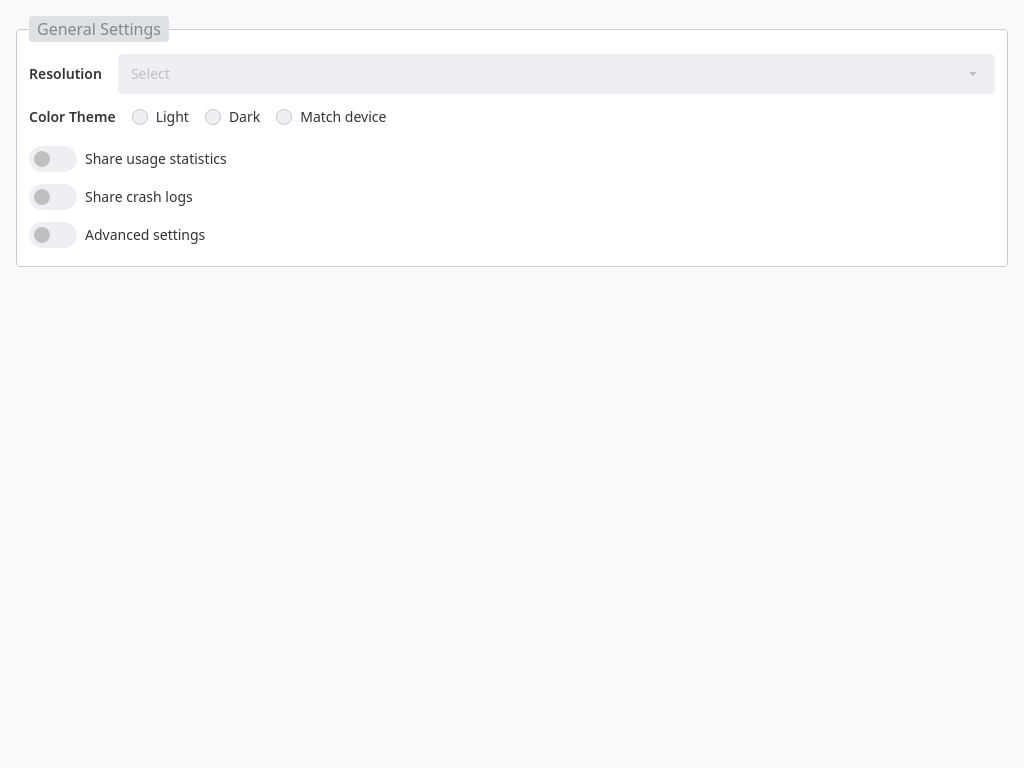 General Settings
Resolution Select
Color Theme Light Dark Match device
Share usage statistics
Share crash logs
Advanced settings